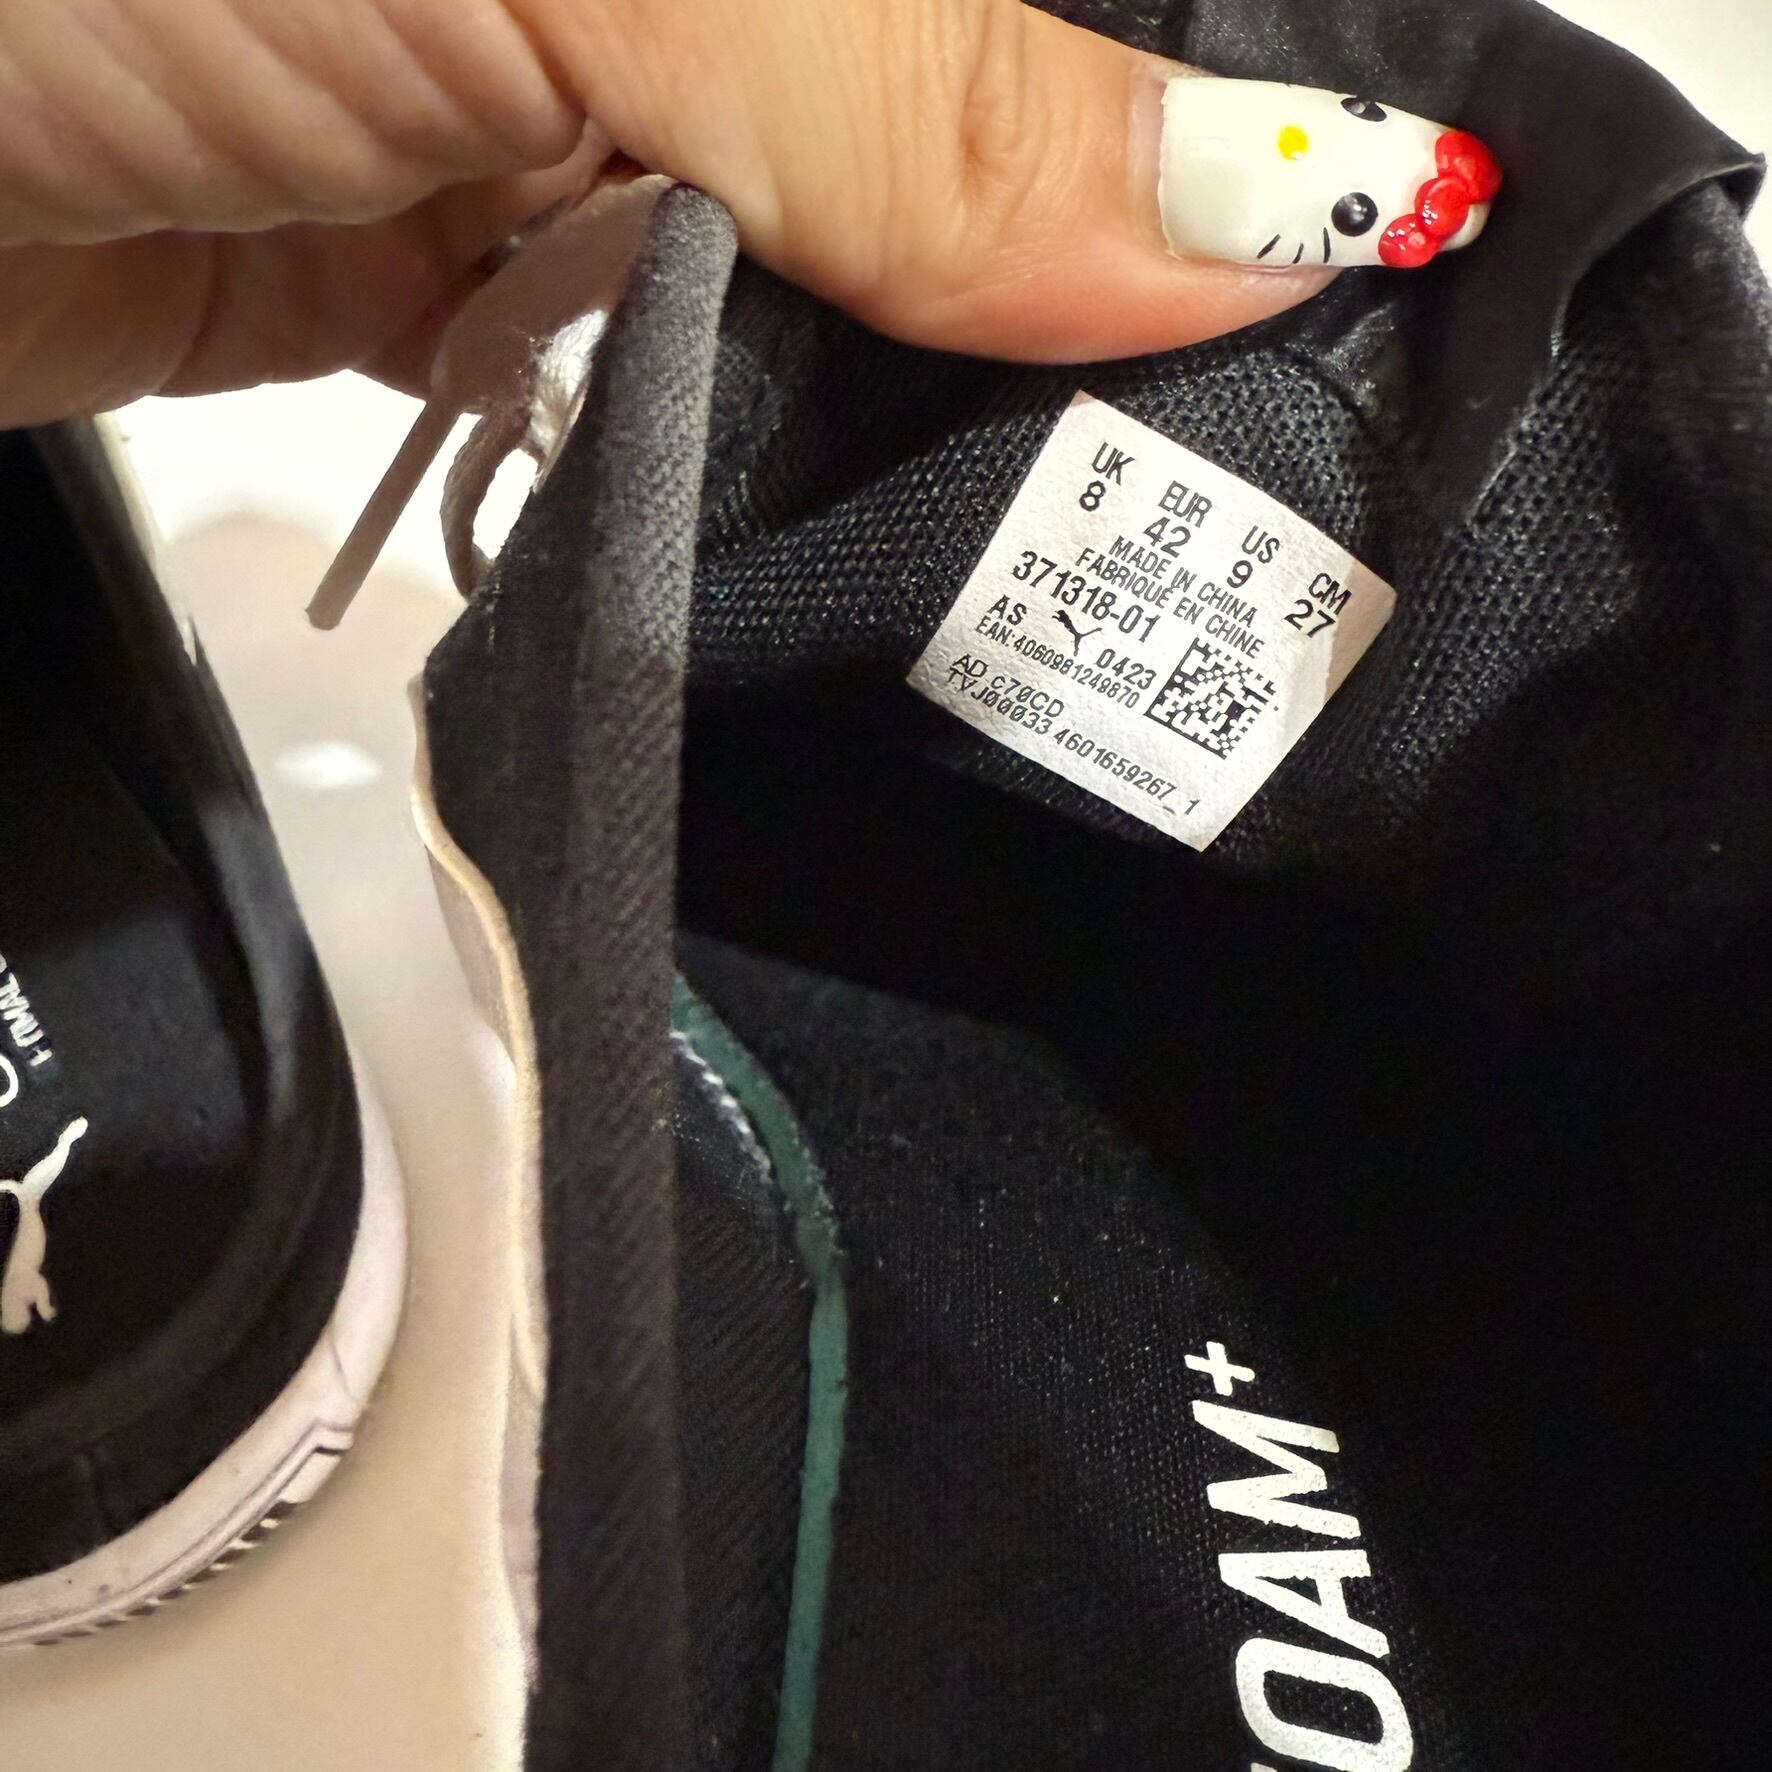 UK EUR US CM
8 42 9 27
MADE IN CHINA
FABRIQUÉ EN CHINE
371318-01
AS 0423
EAN:4060981249870
AD c70CD
TVJ00033 4601659267_1
OAM+